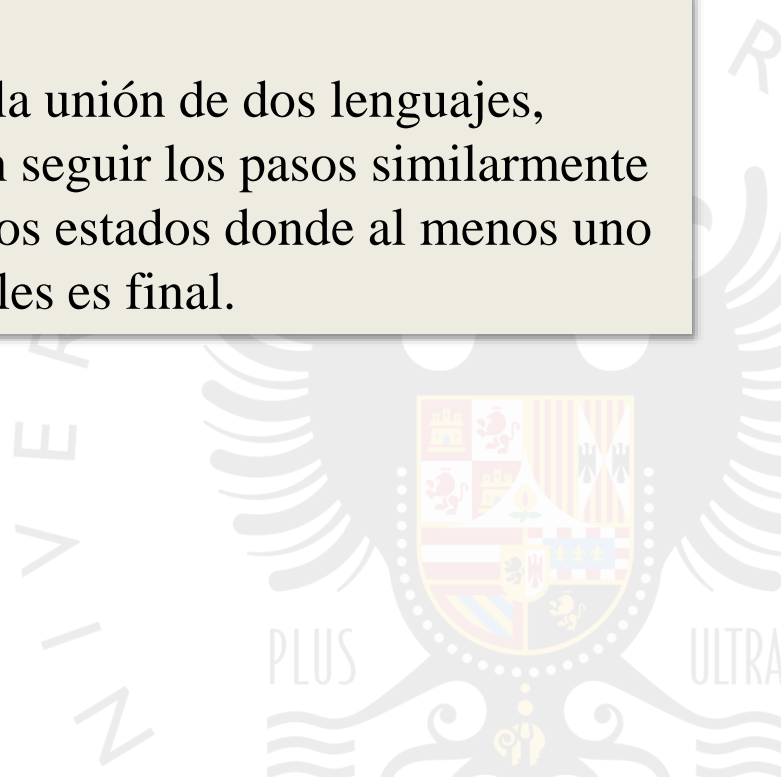 la unión de dos lenguajes,
seguir los pasos similarmente
os estados donde al menos uno
les es final.
R
R
E
V
I
N
PLUS
ULTRA